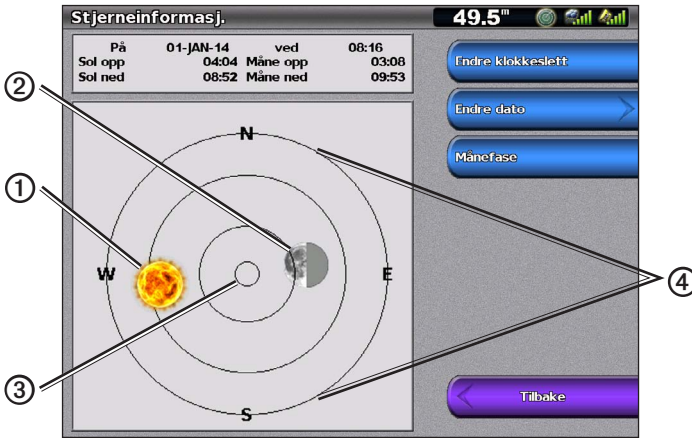 Stjerneinformasj.
49.5"
På 01-JAN-14 ved 08:16
Sol opp 04:04 Måne opp 03:08
Sol ned 08:52 Måne ned 09:53
Endre klokkeslett
Endre dato
Månefase
N
W
E
S
Tilbake
①
②
③
④